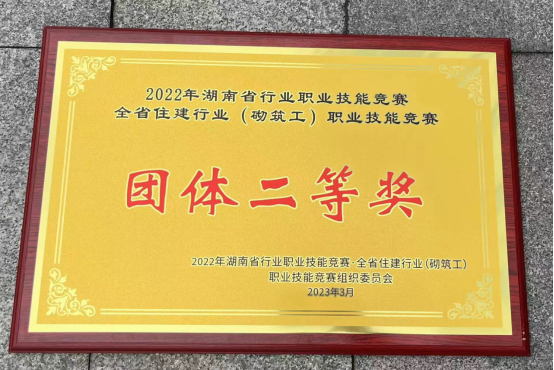 2022年湖南省行业职业技能竞赛
全省住建行业（砌筑工）职业技能竞赛
团体二等奖
2022年湖南省行业职业技能竞赛·全省住建行业(砌筑工)
职业技能竞赛组织委员会
2023年3月